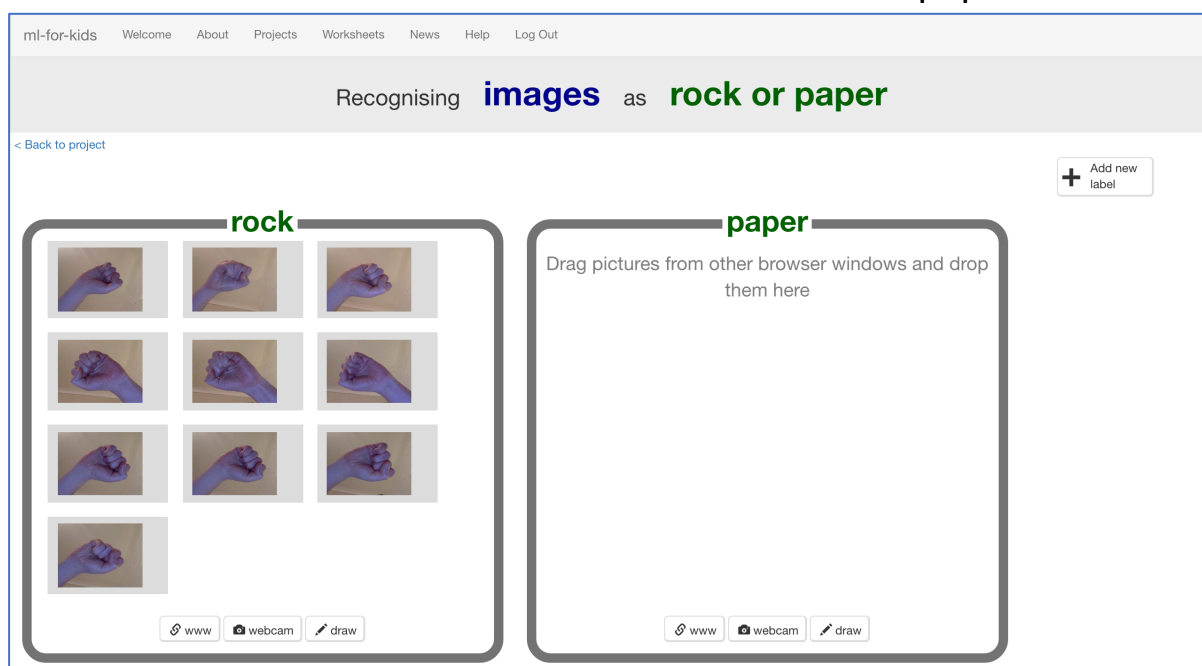 ml-for-kids Welcome About Projects Worksheets News Help Log Out
Recognising images as rock or paper
< Back to project
Add new
label
rock
paper
Drag pictures from other browser windows and drop
them here
www webcam draw
www webcam draw